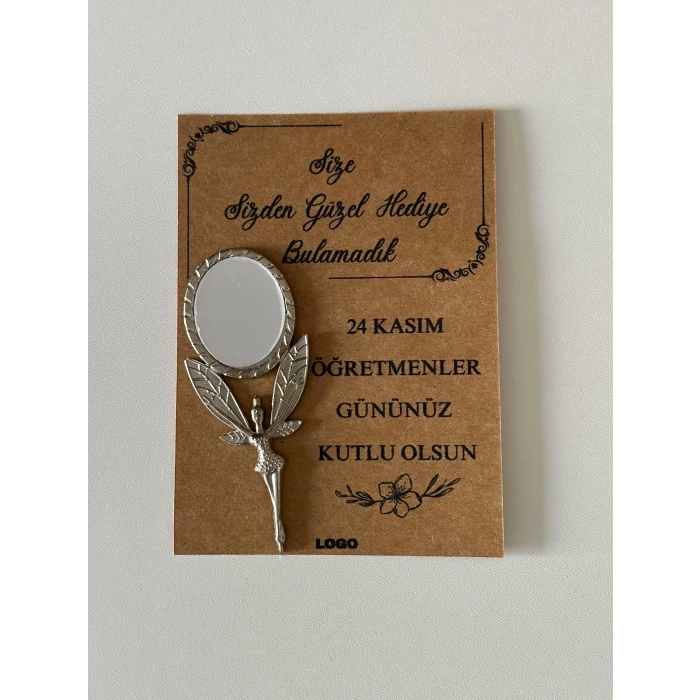 Size
Sizden Güzel Hediye
Bulamadık
24 KASIM
ÖĞRETMENLER
GÜNÜNÜZ
KUTLU OLSUN
LOGO